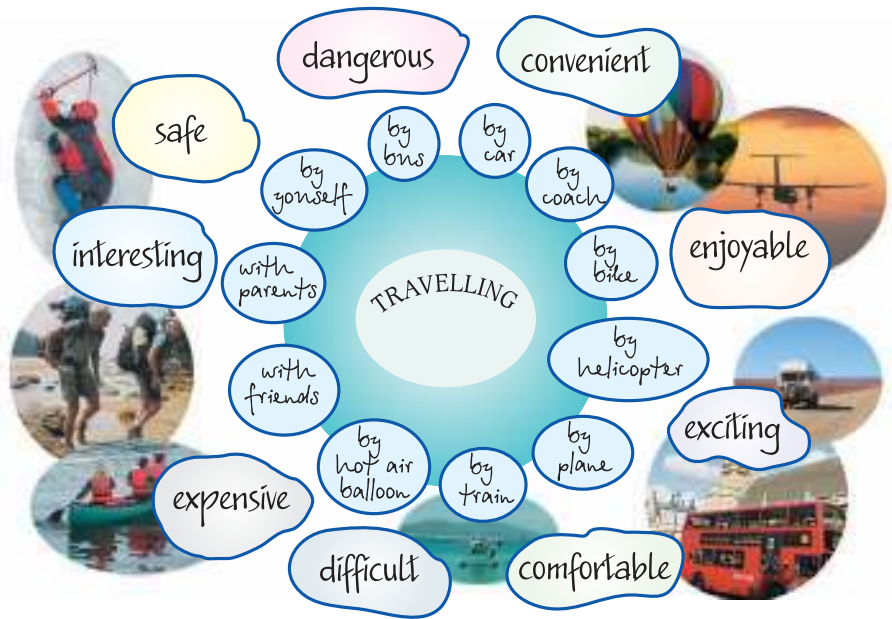 dangerous
convenient
safe
by
bus
by
car
by
yourself
by
coach
interesting
with
parents
by
bike
enjoyable
TRAVELLING
with
friends
by
helicopter
exciting
by
hot air
balloon
by
train
by
plane
expensive
difficult
comfortable